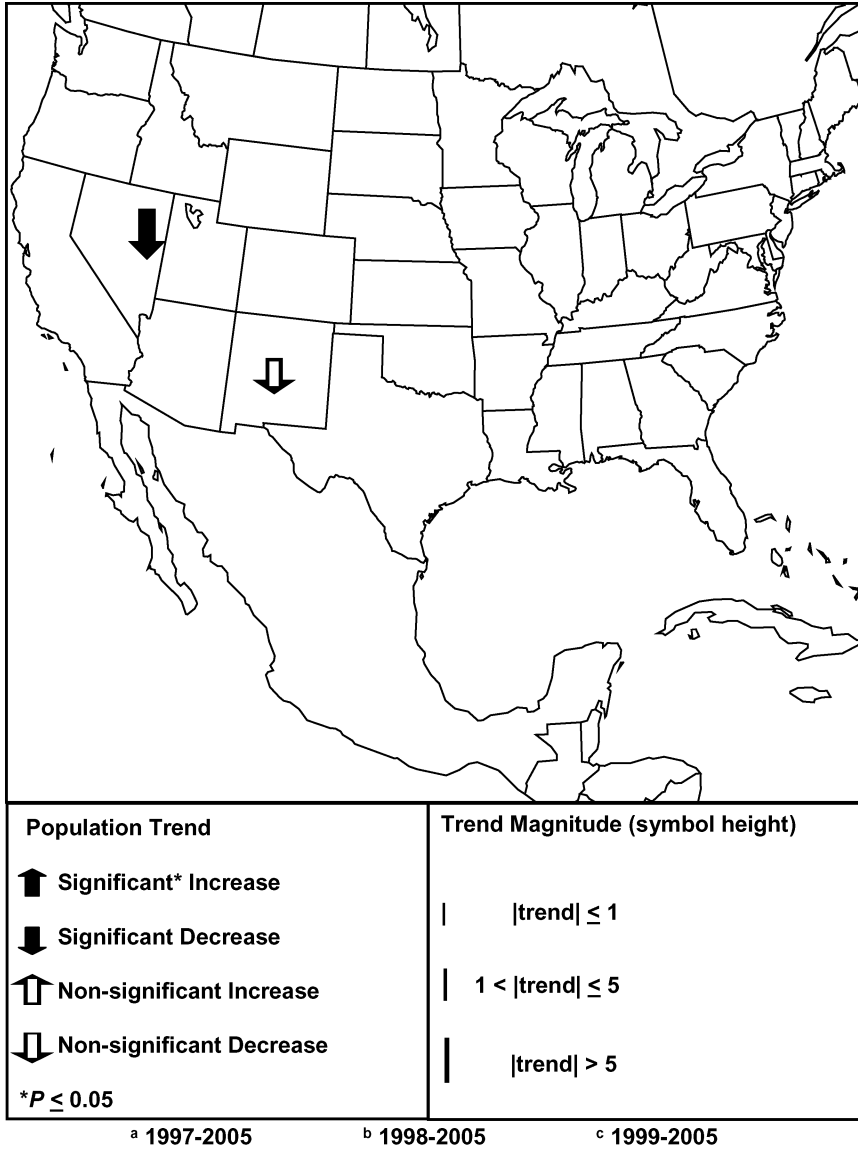 Population Trend
Significant* Increase
Significant Decrease
Non-significant Increase
Non-significant Decrease
*P ≤ 0.05
Trend Magnitude (symbol height)
|trend| ≤ 1
1 < |trend| ≤ 5
|trend| > 5
a 1997-2005 b 1998-2005 c 1999-2005